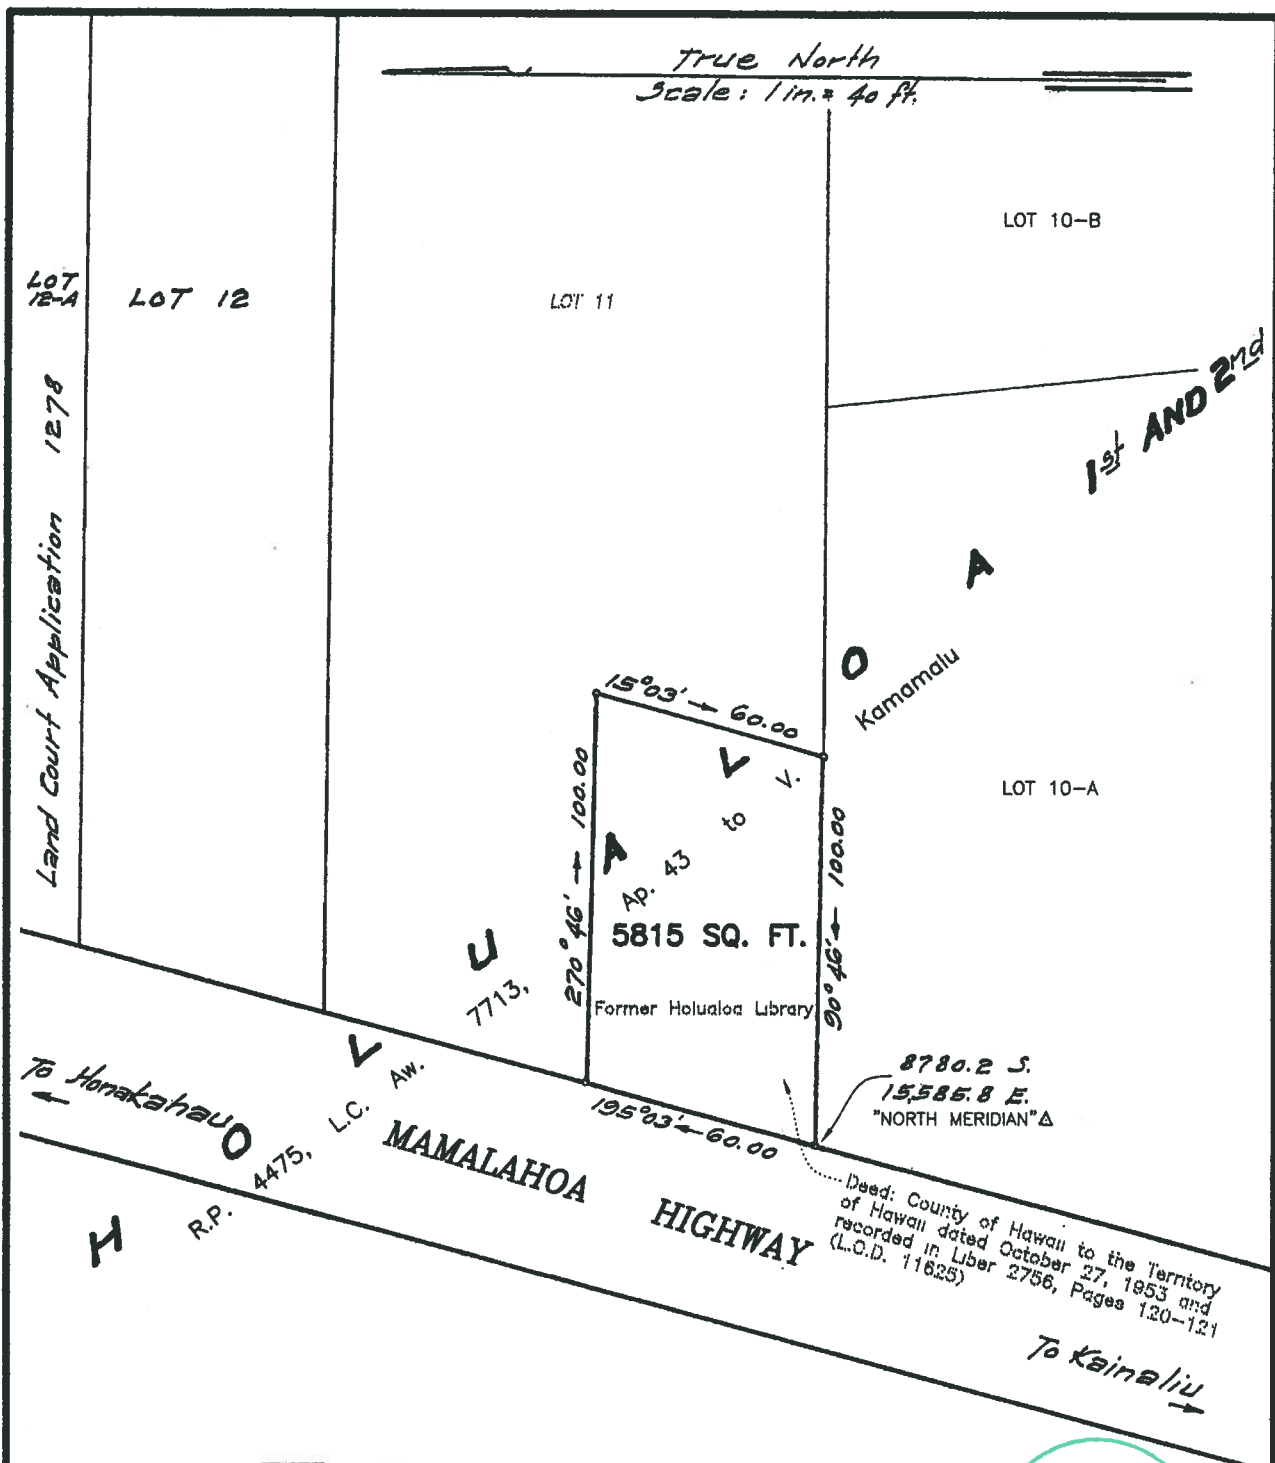 True North
Scale: 1 in. = 40 ft.
LOT 10-B
LOT
12-A
LOT 12
LOT 11
1st AND 2nd
Land Court Application 1278
H O L U A L O A
Kamamalu
15°03' → 60.00
LOT 10-A
270°46' → 100.00
90°46' ← 100.00
R.P. 4475, L.C. Aw. 7713, Ap. 43 to V.
5815 SQ. FT.
Former Holualoa Library
8780.2 S.
15,585.8 E.
"NORTH MERIDIAN" Δ
195°03' ← 60.00
To Honakahau
←
MAMALAHOA HIGHWAY
Deed: County of Hawaii to the Territory
of Hawaii dated October 27, 1953 and
recorded in Liber 2756, Pages 120-121
(L.O.D. 11625)
To Kainaliu
→